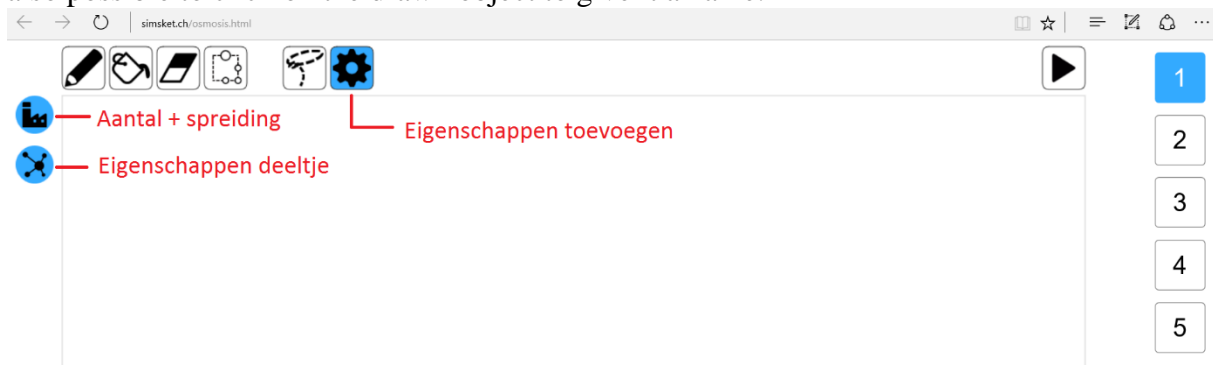 simsket.ch/osmosis.html
1
Aantal + spreiding
Eigenschappen toevoegen
2
Eigenschappen deeltje
3
4
5